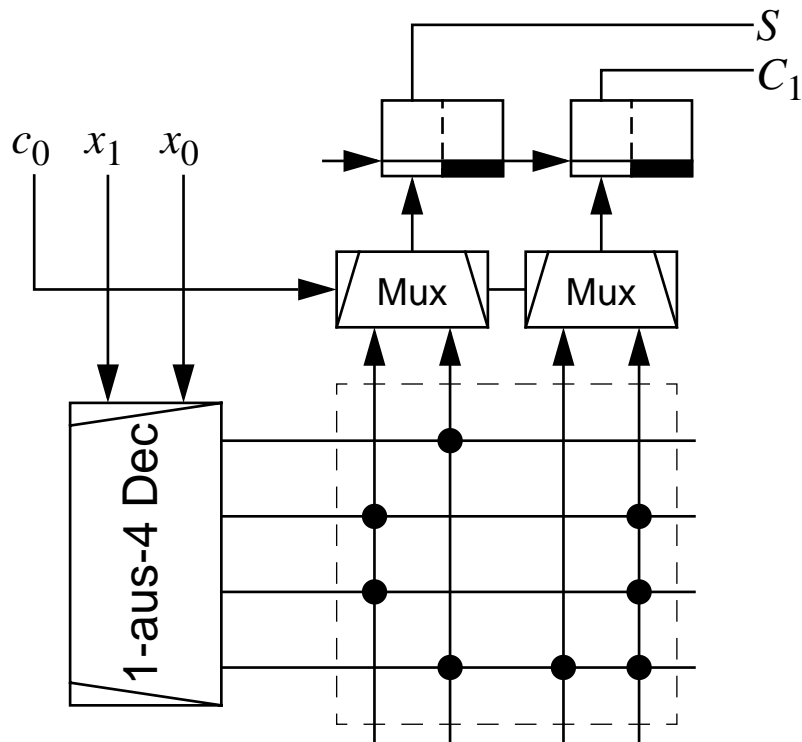 S
C₁
c₀ x₁ x₀
Mux Mux
1-aus-4 Dec